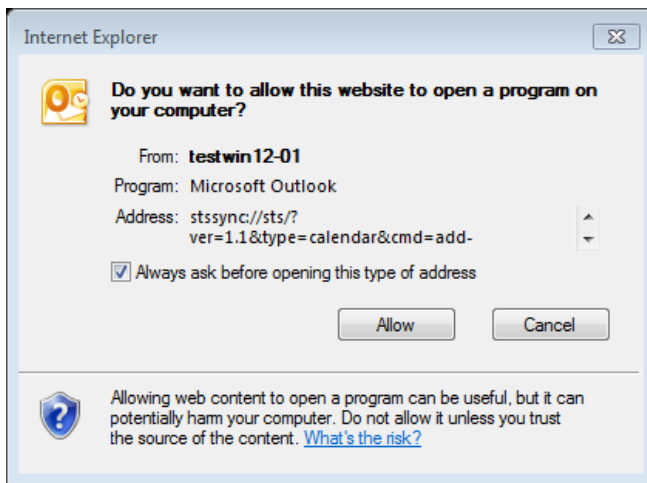 Internet Explorer
Do you want to allow this website to open a program on
your computer?
From: testwin12-01
Program: Microsoft Outlook
Address: stssync://sts/?
ver=1.1&type=calendar&cmd=add-
Always ask before opening this type of address
Allow Cancel
Allowing web content to open a program can be useful, but it can
potentially harm your computer. Do not allow it unless you trust
the source of the content. What's the risk?